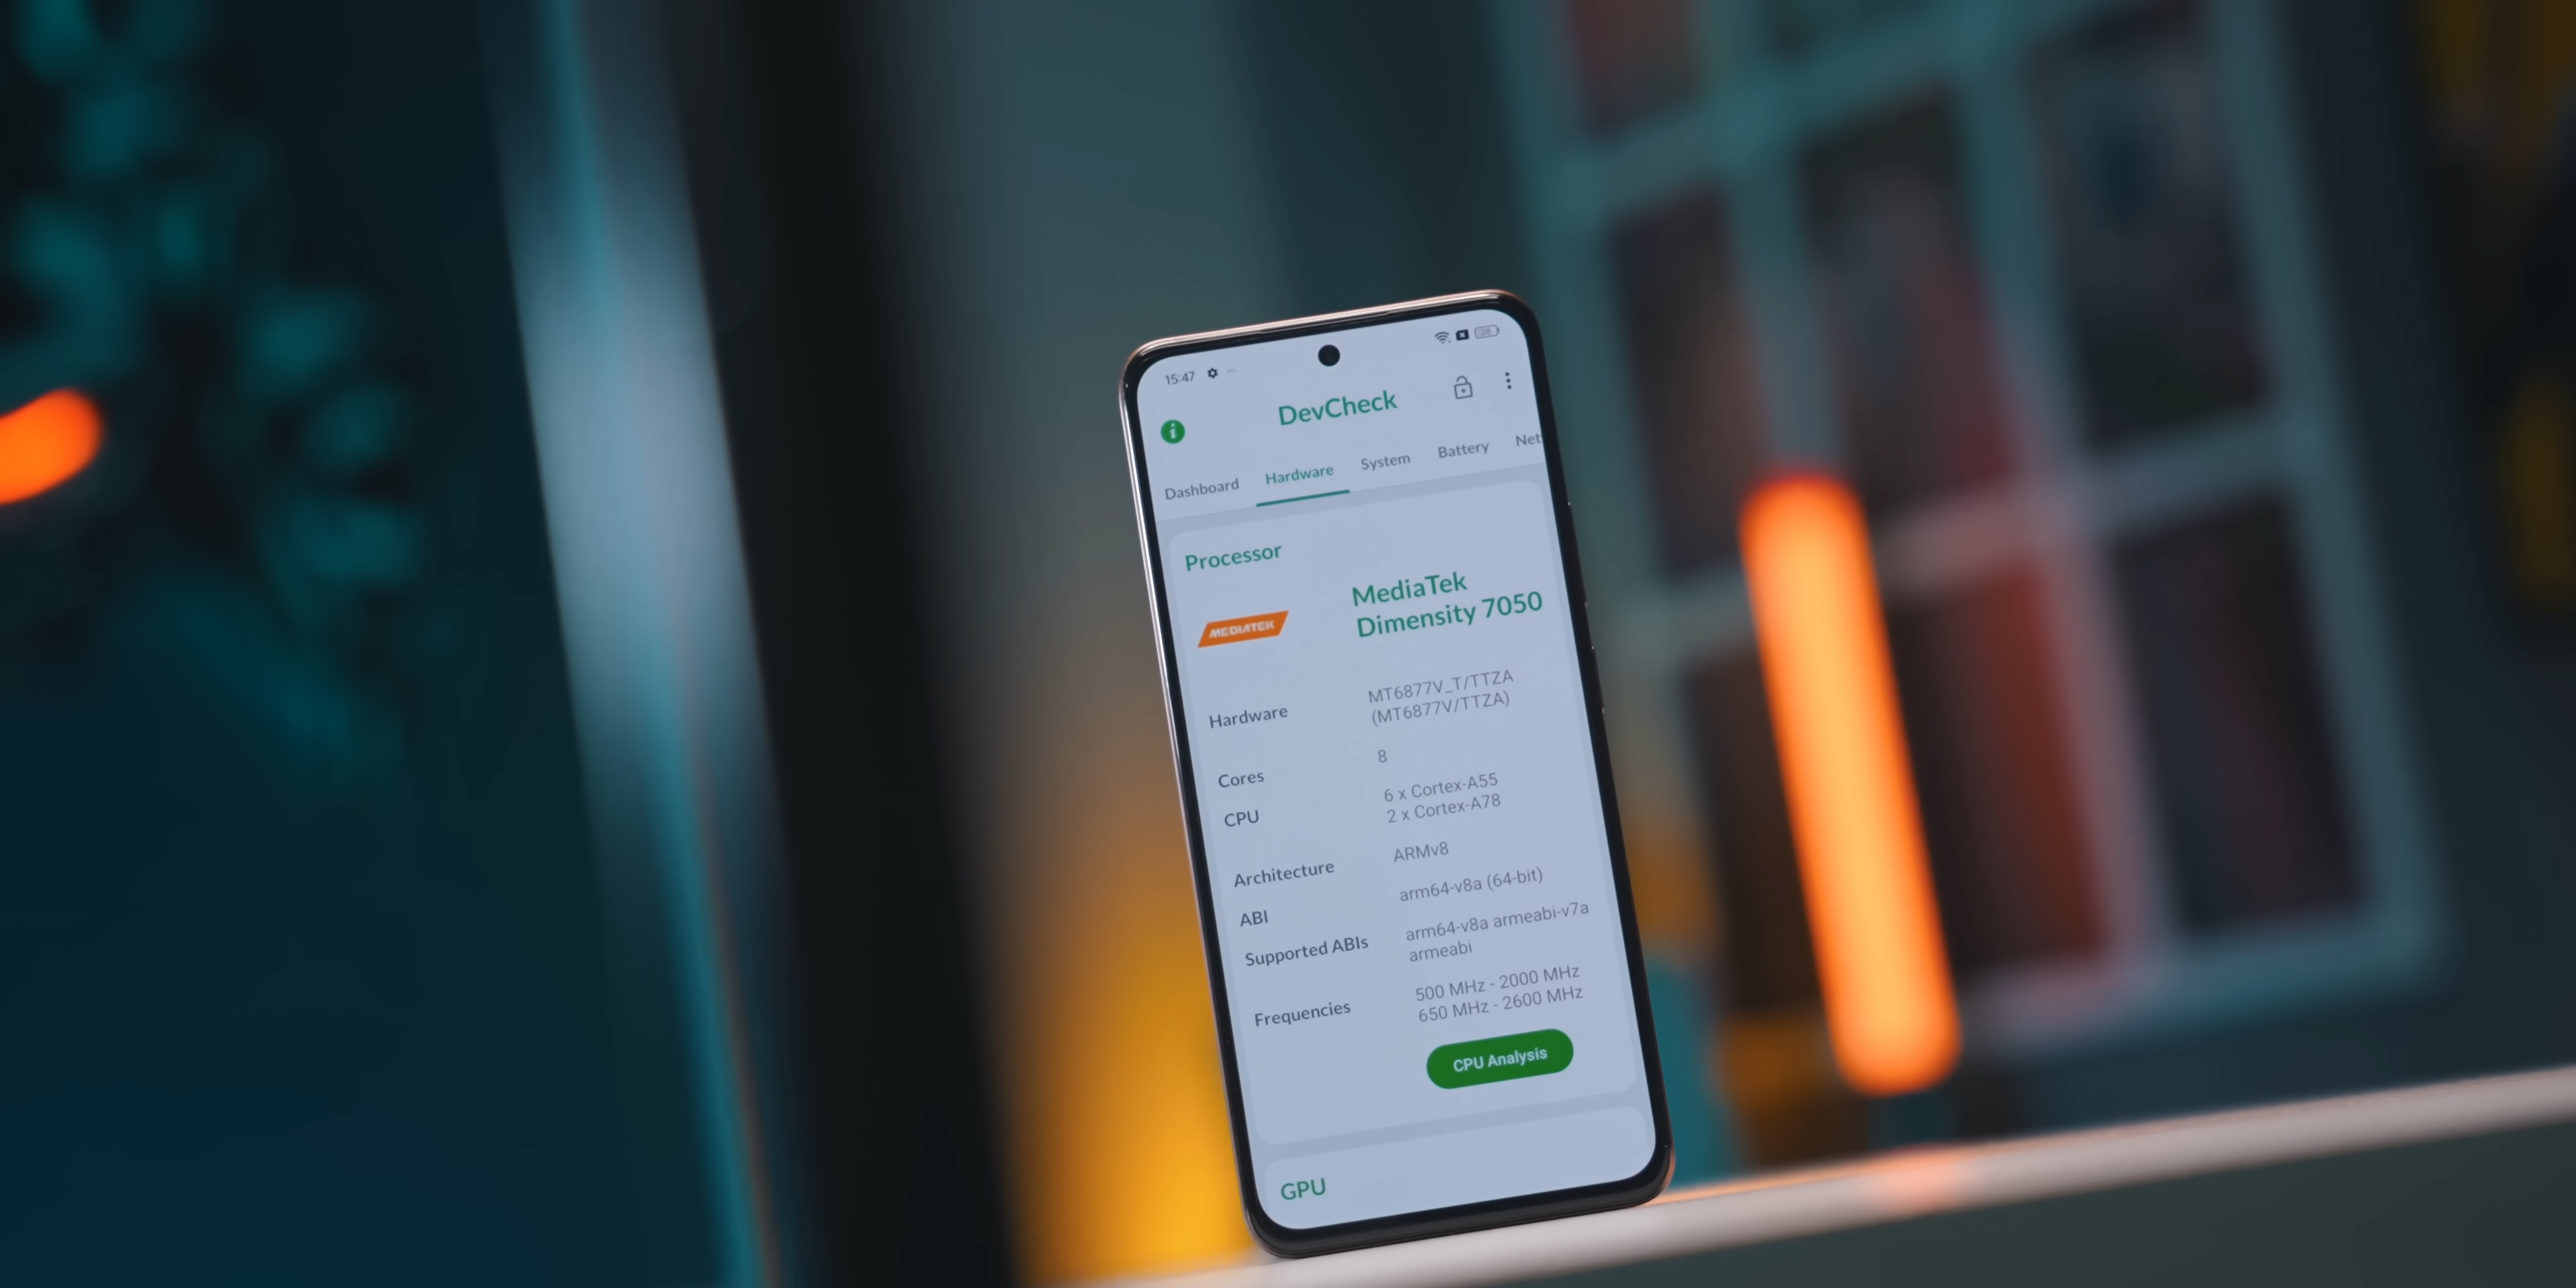 15:47
DevCheck
Dashboard Hardware System Battery Net
Processor
MEDIATEK
MediaTek
Dimensity 7050
Hardware
MT6877V_T/TTZA
(MT6877V/TTZA)
Cores
8
CPU
6 x Cortex-A55
2 x Cortex-A78
Architecture
ARMv8
ABI
arm64-v8a (64-bit)
Supported ABIs
arm64-v8a armeabi-v7a
armeabi
Frequencies
500 MHz - 2000 MHz
650 MHz - 2600 MHz
CPU Analysis
GPU